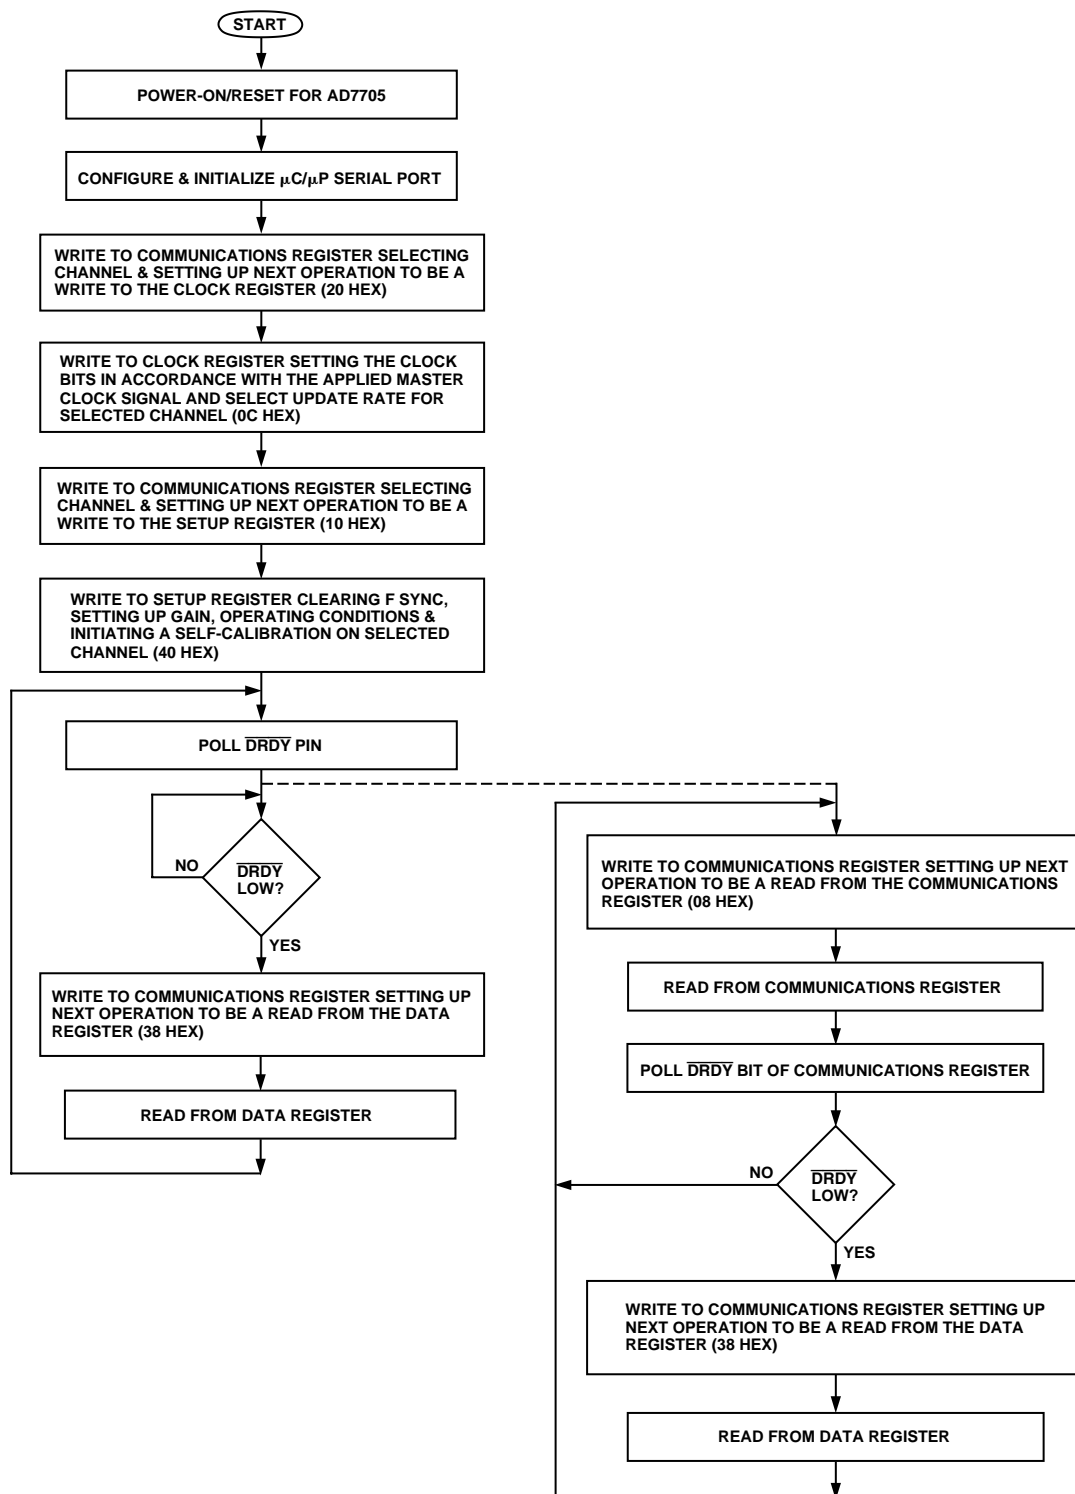 START
POWER-ON/RESET FOR AD7705
CONFIGURE & INITIALIZE μC/μP SERIAL PORT
WRITE TO COMMUNICATIONS REGISTER SELECTING
CHANNEL & SETTING UP NEXT OPERATION TO BE A
WRITE TO THE CLOCK REGISTER (20 HEX)
WRITE TO CLOCK REGISTER SETTING THE CLOCK
BITS IN ACCORDANCE WITH THE APPLIED MASTER
CLOCK SIGNAL AND SELECT UPDATE RATE FOR
SELECTED CHANNEL (0C HEX)
WRITE TO COMMUNICATIONS REGISTER SELECTING
CHANNEL & SETTING UP NEXT OPERATION TO BE A
WRITE TO THE SETUP REGISTER (10 HEX)
WRITE TO SETUP REGISTER CLEARING F SYNC,
SETTING UP GAIN, OPERATING CONDITIONS &
INITIATING A SELF-CALIBRATION ON SELECTED
CHANNEL (40 HEX)
POLL D̅R̅D̅Y̅ PIN
NO
D̅R̅D̅Y̅
LOW?
YES
WRITE TO COMMUNICATIONS REGISTER SETTING UP
NEXT OPERATION TO BE A READ FROM THE DATA
REGISTER (38 HEX)
READ FROM DATA REGISTER
WRITE TO COMMUNICATIONS REGISTER SETTING UP NEXT
OPERATION TO BE A READ FROM THE COMMUNICATIONS
REGISTER (08 HEX)
READ FROM COMMUNICATIONS REGISTER
POLL D̅R̅D̅Y̅ BIT OF COMMUNICATIONS REGISTER
NO
D̅R̅D̅Y̅
LOW?
YES
WRITE TO COMMUNICATIONS REGISTER SETTING UP
NEXT OPERATION TO BE A READ FROM THE DATA
REGISTER (38 HEX)
READ FROM DATA REGISTER